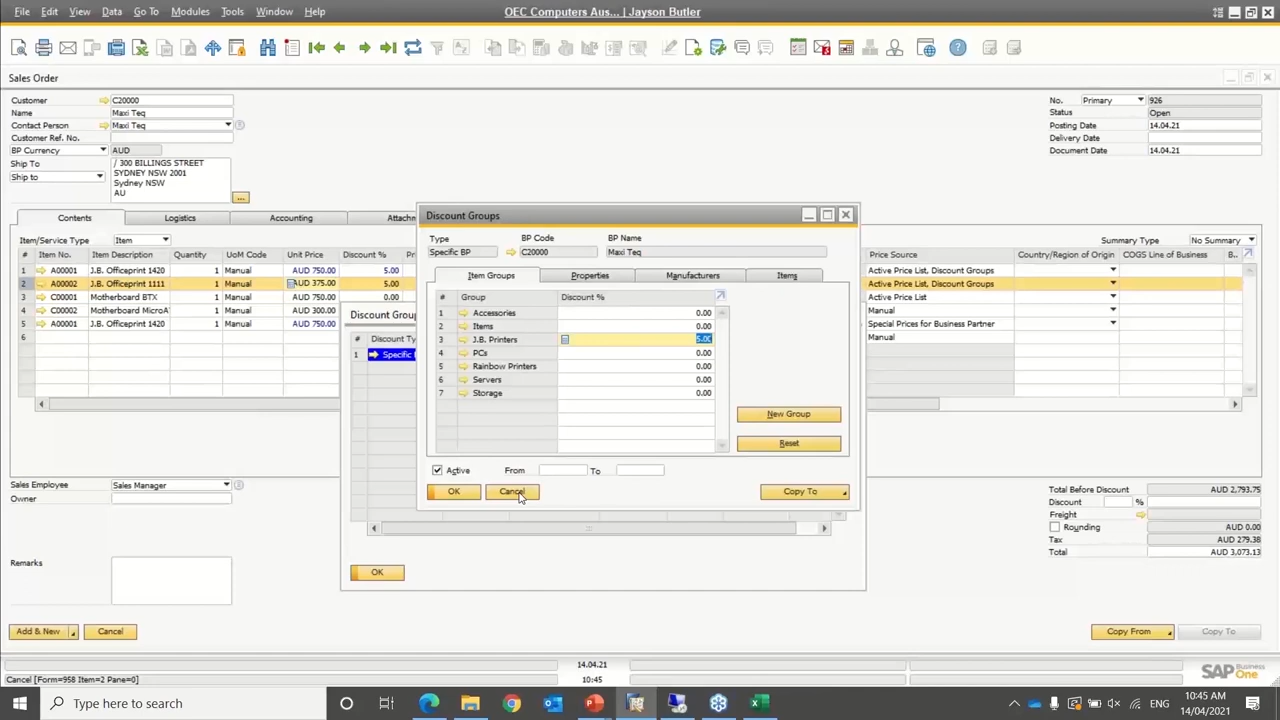 File Edit View Data Go To Modules Tools Window Help OEC Computers Aus... | Jayson Butler
Sales Order
Customer C20000 No. Primary 926
Name Maxi Teq Status Open
Contact Person Maxi Teq Posting Date 14.04.21
Customer Ref. No. Delivery Date
BP Currency AUD Document Date 14.04.21
Ship To / 300 BILLINGS STREET
Ship to SYDNEY NSW 2001
Sydney NSW
AU
...
Contents Logistics Accounting Attachm
Item/Service Type Item Summary Type No Summary
# Item No. Item Description Quantity UoM Code Unit Price Discount % Price Source Country/Region of Origin COGS Line of Business B..
1 A00001 J.B. Officeprint 1420 1 Manual AUD 750.00 5.00 Active Price List, Discount Groups
2 A00002 J.B. Officeprint 1111 1 Manual AUD 375.00 5.00 Active Price List, Discount Groups
3 C00001 Motherboard BTX 1 Manual AUD 750.00 0.00 Active Price List
4 C00002 Motherboard MicroA 1 Manual AUD 300.00 Manual
5 A00001 J.B. Officeprint 1420 1 Manual AUD 750.00 Special Prices for Business Partner
6 Manual
Discount Group
# Discount Ty
1 Specific
OK
Discount Groups
Type BP Code BP Name
Specific BP C20000 Maxi Teq
Item Groups Properties Manufacturers Items
# Group Discount %
1 Accessories 0.00
2 Items 0.00
3 J.B. Printers 5.00
4 PCs 0.00
5 Rainbow Printers 0.00
6 Servers 0.00
7 Storage 0.00
New Group
Reset
Active From To
OK Cancel Copy To
Sales Employee Sales Manager
Owner
Remarks
Total Before Discount AUD 2,793.75
Discount %
Freight
Rounding AUD 0.00
Tax AUD 279.38
Total AUD 3,073.13
Add & New Cancel Copy From Copy To
14.04.21
Cancel [Form=958 Item=2 Pane=0] 10:45
SAP Business One
Type here to search ENG 10:45 AM
14/04/2021